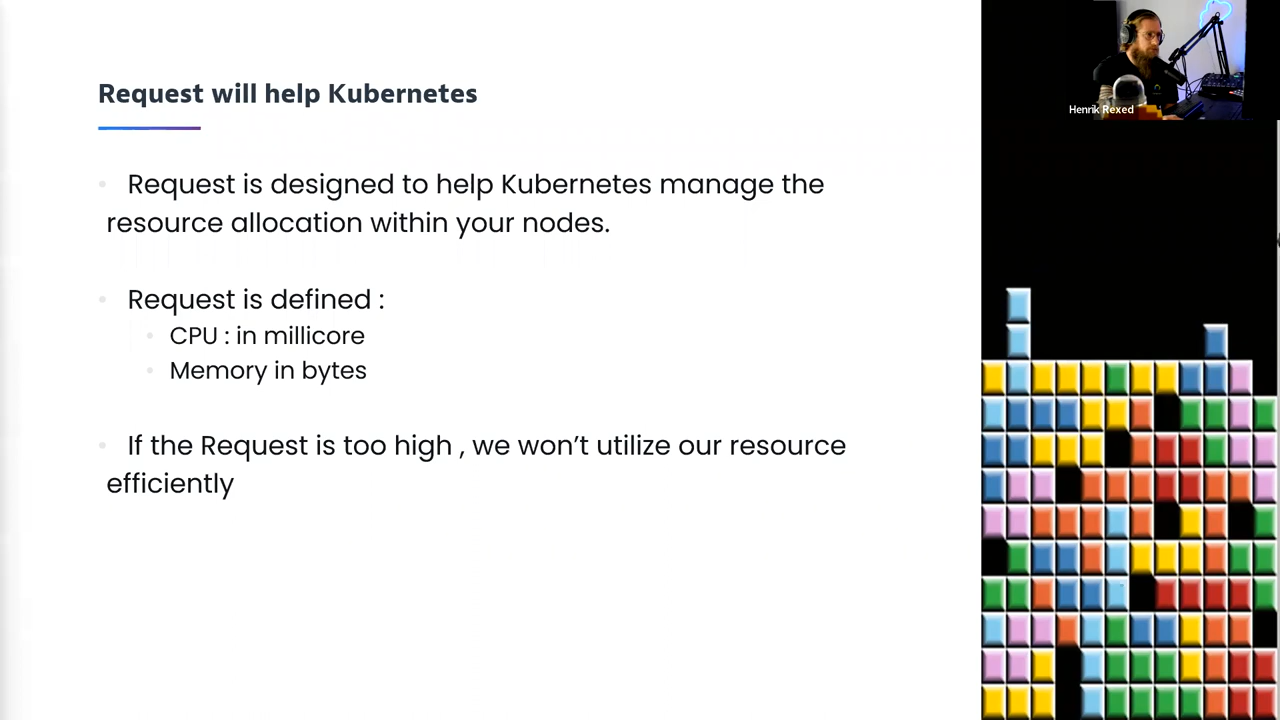 Request will help Kubernetes
Henrik Rexed
• Request is designed to help Kubernetes manage the
resource allocation within your nodes.
• Request is defined :
• CPU : in millicore
• Memory in bytes
• If the Request is too high , we won’t utilize our resource
efficiently